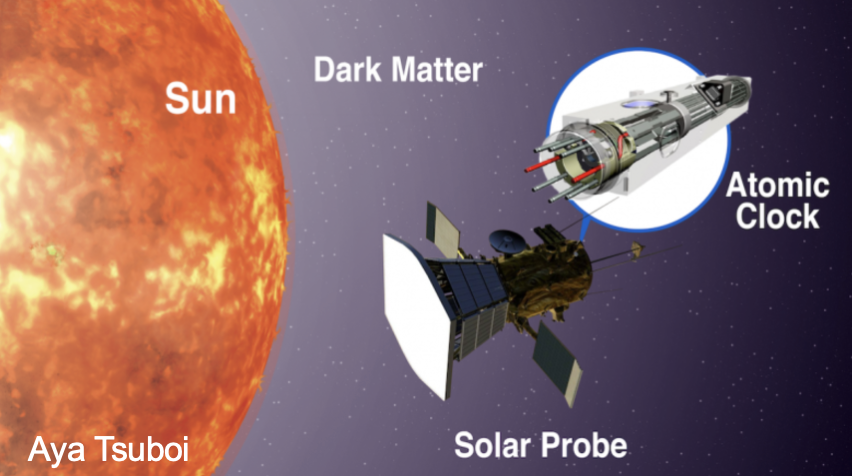 Dark Matter
Sun
Atomic
Clock
Solar Probe
Aya Tsuboi